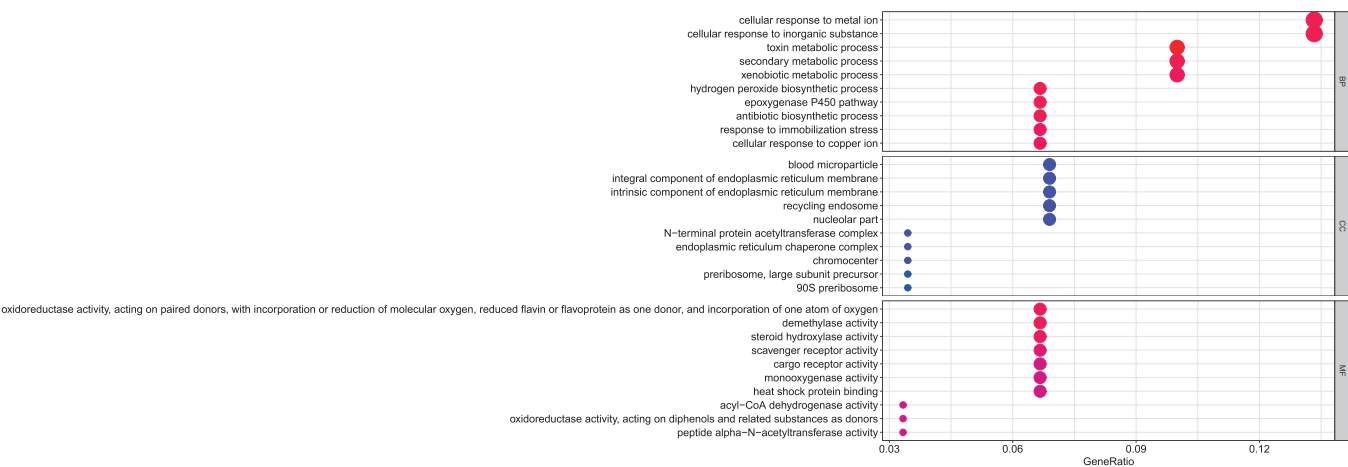 cellular response to metal ion
cellular response to inorganic substance
toxin metabolic process
secondary metabolic process
xenobiotic metabolic process
hydrogen peroxide biosynthetic process
epoxygenase P450 pathway
antibiotic biosynthetic process
response to immobilization stress
cellular response to copper ion
BP
blood microparticle
integral component of endoplasmic reticulum membrane
intrinsic component of endoplasmic reticulum membrane
recycling endosome
nucleolar part
N−terminal protein acetyltransferase complex
endoplasmic reticulum chaperone complex
chromocenter
preribosome, large subunit precursor
90S preribosome
CC
oxidoreductase activity, acting on paired donors, with incorporation or reduction of molecular oxygen, reduced flavin or flavoprotein as one donor, and incorporation of one atom of oxygen
demethylase activity
steroid hydroxylase activity
scavenger receptor activity
cargo receptor activity
monooxygenase activity
heat shock protein binding
acyl−CoA dehydrogenase activity
oxidoreductase activity, acting on diphenols and related substances as donors
peptide alpha−N−acetyltransferase activity
MF
0.03 0.06 0.09 0.12
GeneRatio